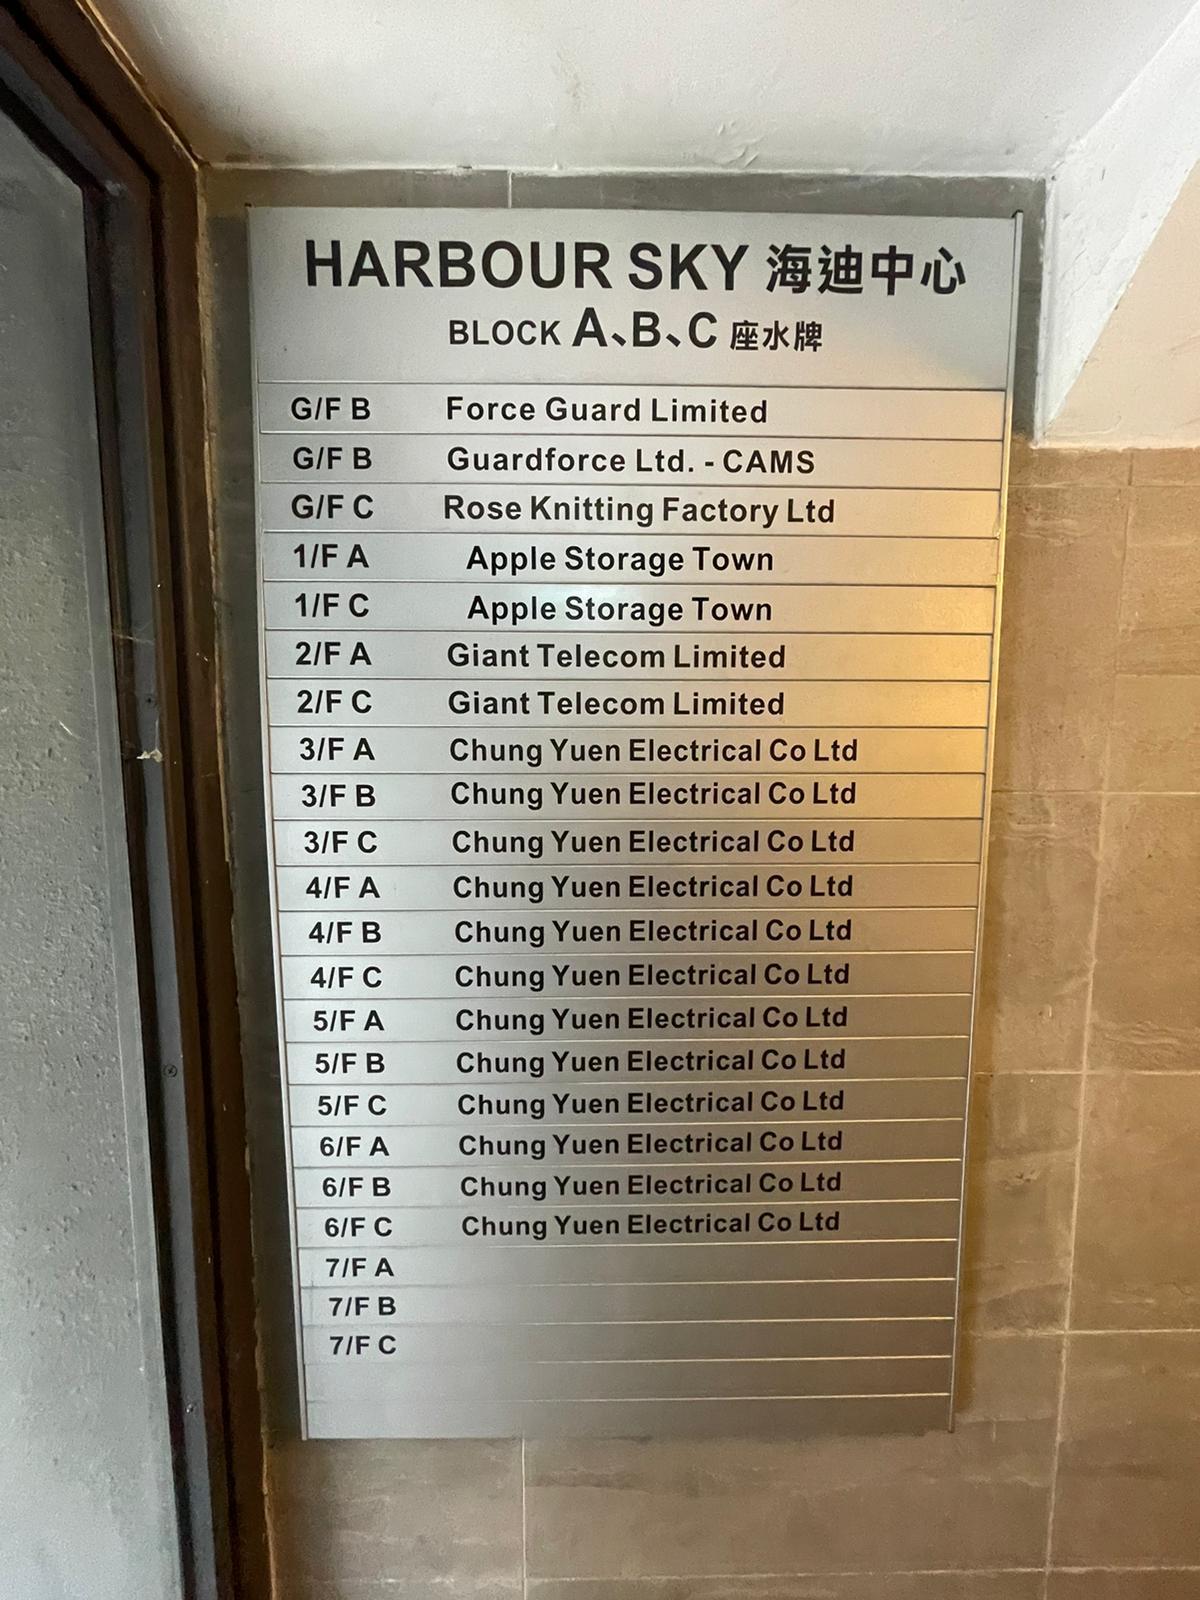 HARBOUR SKY 海迪中心
BLOCK A、B、C 座水牌
G/F B Force Guard Limited
G/F B Guardforce Ltd. - CAMS
G/F C Rose Knitting Factory Ltd
1/F A Apple Storage Town
1/F C Apple Storage Town
2/F A Giant Telecom Limited
2/F C Giant Telecom Limited
3/F A Chung Yuen Electrical Co Ltd
3/F B Chung Yuen Electrical Co Ltd
3/F C Chung Yuen Electrical Co Ltd
4/F A Chung Yuen Electrical Co Ltd
4/F B Chung Yuen Electrical Co Ltd
4/F C Chung Yuen Electrical Co Ltd
5/F A Chung Yuen Electrical Co Ltd
5/F B Chung Yuen Electrical Co Ltd
5/F C Chung Yuen Electrical Co Ltd
6/F A Chung Yuen Electrical Co Ltd
6/F B Chung Yuen Electrical Co Ltd
6/F C Chung Yuen Electrical Co Ltd
7/F A
7/F B
7/F C